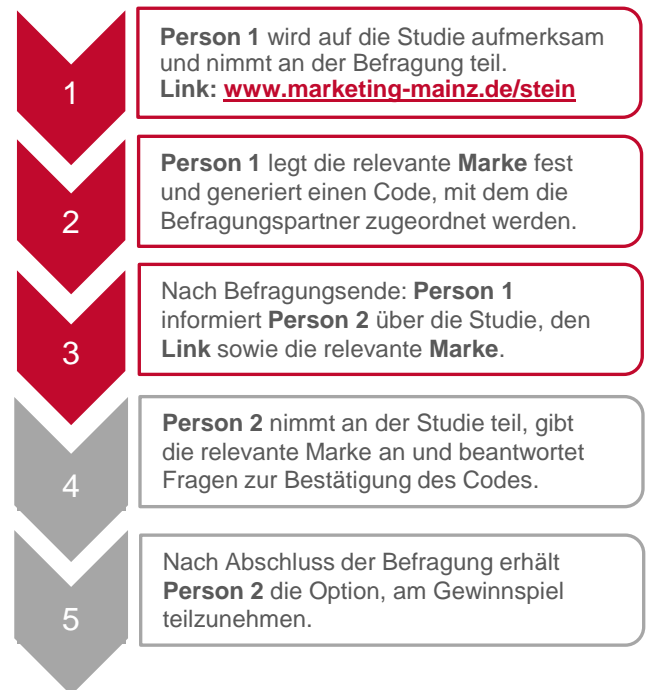 1
Person 1 wird auf die Studie aufmerksam
und nimmt an der Befragung teil.
Link: www.marketing-mainz.de/stein
2
Person 1 legt die relevante Marke fest
und generiert einen Code, mit dem die
Befragungspartner zugeordnet werden.
3
Nach Befragungsende: Person 1
informiert Person 2 über die Studie, den
Link sowie die relevante Marke.
4
Person 2 nimmt an der Studie teil, gibt
die relevante Marke an und beantwortet
Fragen zur Bestätigung des Codes.
5
Nach Abschluss der Befragung erhält
Person 2 die Option, am Gewinnspiel
teilzunehmen.